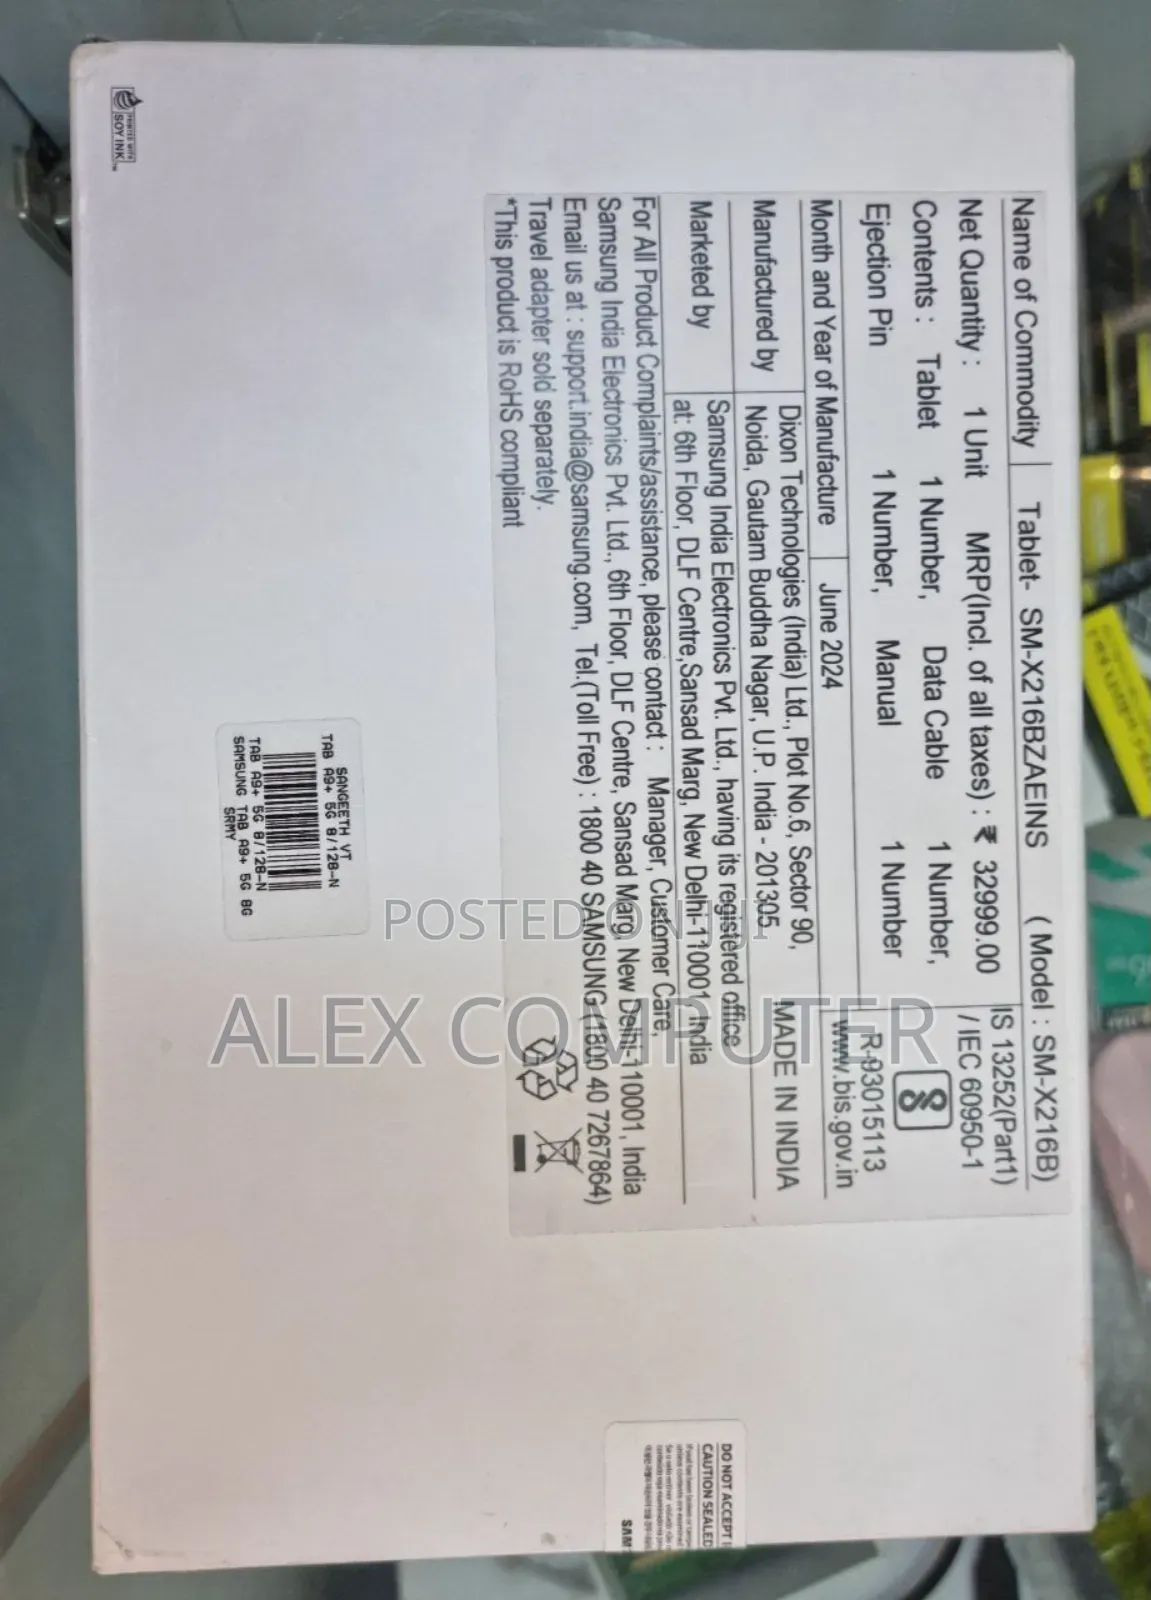 PRINTED WITH
SOY INK™
Name of Commodity Tablet- SM-X216BZAEINS ( Model : SM-X216B)
Net Quantity : 1 Unit MRP(Incl. of all taxes) : ₹ 32999.00
Contents : Tablet 1 Number, Data Cable 1 Number,
Ejection Pin 1 Number, Manual 1 Number
IS 13252(Part1)
/ IEC 60950-1
R-93015113
www.bis.gov.in
Month and Year of Manufacture June 2024
Manufactured by Dixon Technologies (India) Ltd., Plot No.6, Sector 90,
Noida, Gautam Buddha Nagar, U.P. India - 201305
MADE IN INDIA
Marketed by Samsung India Electronics Pvt. Ltd., having its registered office
at: 6th Floor, DLF Centre,Sansad Marg, New Delhi-110001, India
For All Product Complaints/assistance, please contact : Manager, Customer Care,
Samsung India Electronics Pvt. Ltd., 6th Floor, DLF Centre, Sansad Marg, New Delhi-110001, India
Email us at : support.india@samsung.com, Tel.(Toll Free) : 1800 40 SAMSUNG (1800 40 7267864)
Travel adapter sold separately.
*This product is RoHS compliant
SANGEETH VT
TAB A9+ 5G 8/128-N
TAB A9+ 5G 8/128-N
SAMSUNG TAB A9+ 5G 8G
SRMY
DO NOT ACCEPT
CAUTION SEALED
SAM
POSTED ON JIJI
ALEX COMPUTER